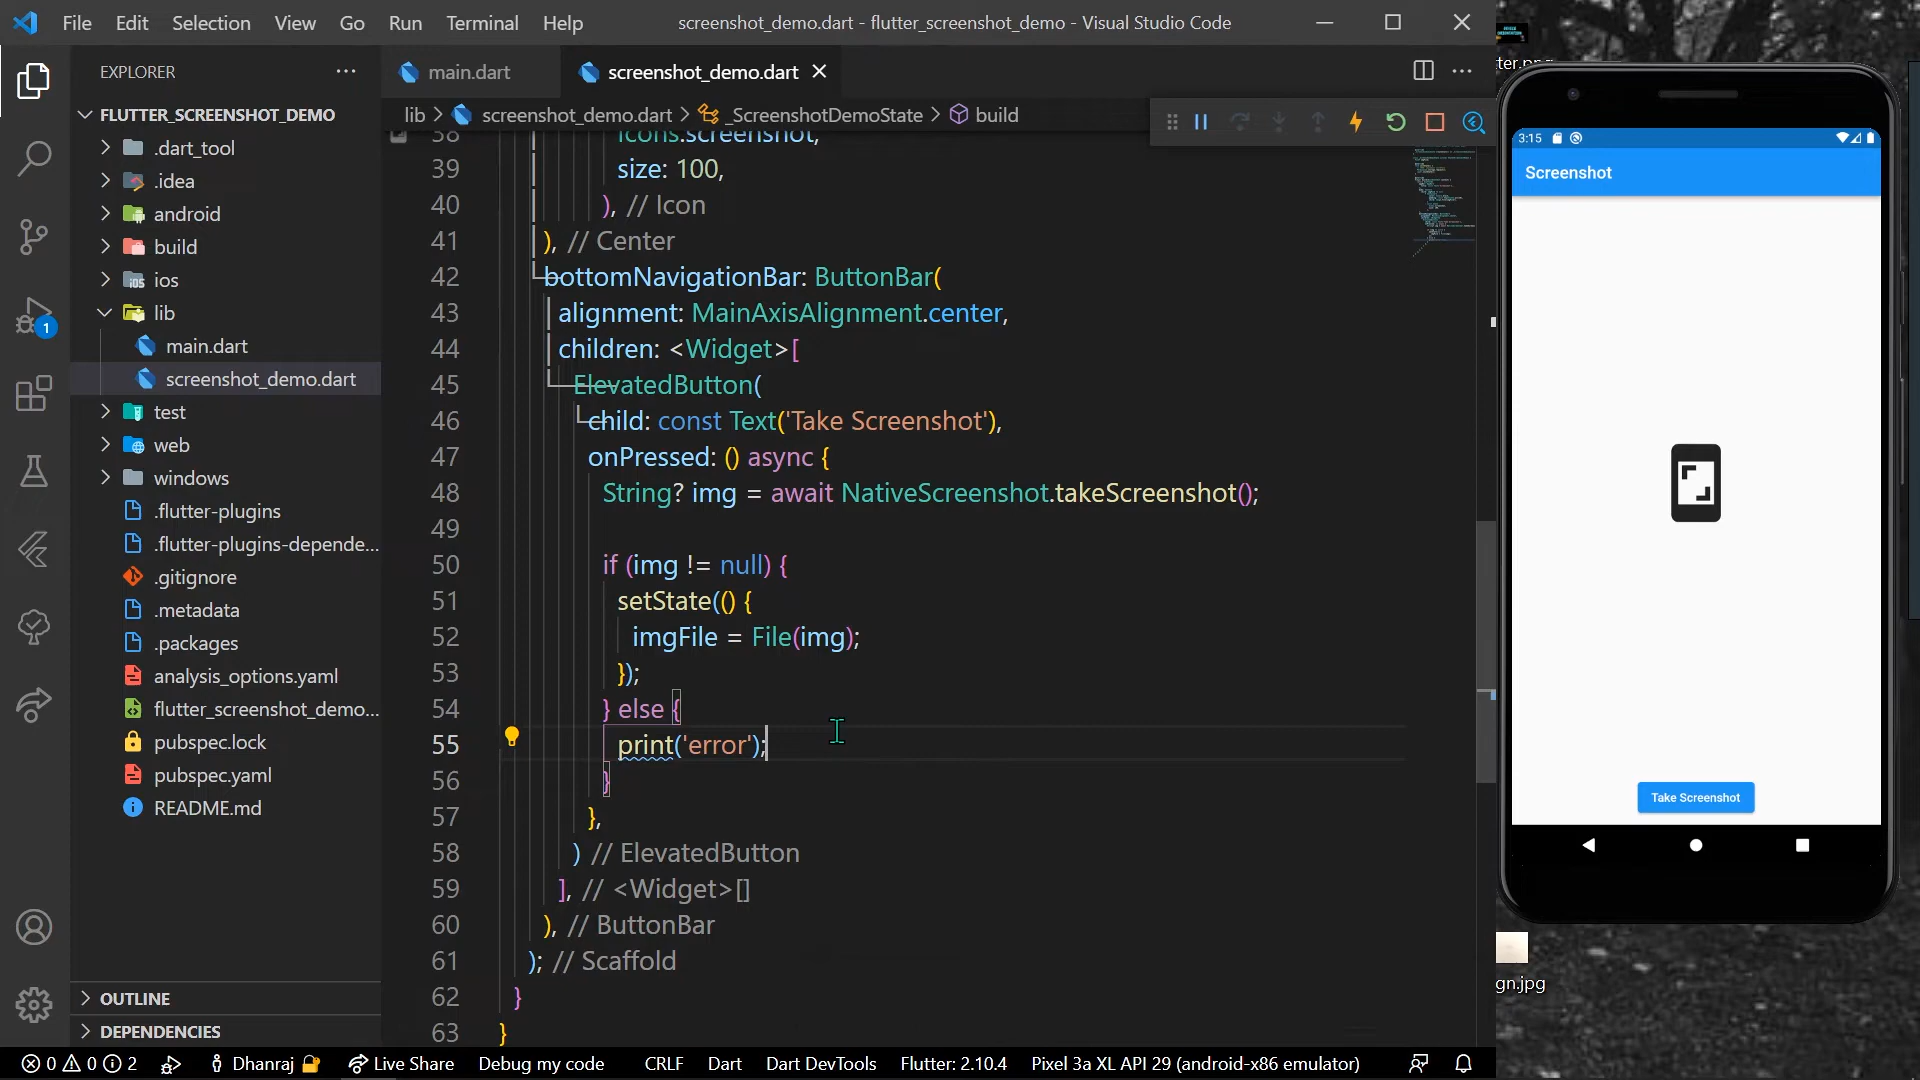 File Edit Selection View Go Run Terminal Help
screenshot_demo.dart - flutter_screenshot_demo - Visual Studio Code
EXPLORER
FLUTTER_SCREENSHOT_DEMO
.dart_tool
.idea
android
build
ios
lib
main.dart
screenshot_demo.dart
test
web
windows
.flutter-plugins
.flutter-plugins-depende...
.gitignore
.metadata
.packages
analysis_options.yaml
flutter_screenshot_demo...
pubspec.lock
pubspec.yaml
README.md
OUTLINE
DEPENDENCIES
1
main.dart
screenshot_demo.dart
lib > screenshot_demo.dart > _ScreenshotDemoState > build
38 Icons.screenshot,
39 size: 100,
40 ), // Icon
41 ), // Center
42 bottomNavigationBar: ButtonBar(
43 alignment: MainAxisAlignment.center,
44 children: <Widget>[
45 ElevatedButton(
46 child: const Text('Take Screenshot'),
47 onPressed: () async {
48 String? img = await NativeScreenshot.takeScreenshot();
49
50 if (img != null) {
51 setState(() {
52 imgFile = File(img);
53 });
54 } else {
55 print('error');
56 }
57 },
58 ) // ElevatedButton
59 ], // <Widget>[]
60 ), // ButtonBar
61 ); // Scaffold
62 }
63 }
ter.png
3:15
Screenshot
Take Screenshot
gn.jpg
0 0 2 Dhanraj Live Share Debug my code CRLF Dart Dart DevTools Flutter: 2.10.4 Pixel 3a XL API 29 (android-x86 emulator)